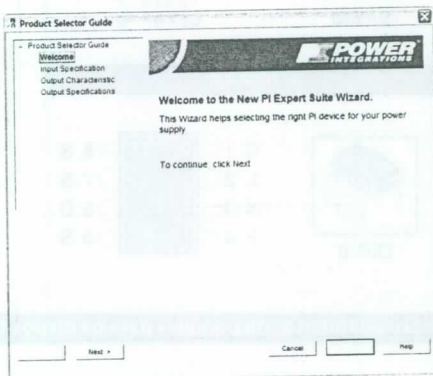 Product Selector Guide
Product Selector Guide
Welcome
Input Specification
Output Characteristic
Output Specifications
POWER
INTEGRATIONS
Welcome to the New PI Expert Suite Wizard.
This Wizard helps selecting the right PI device for your power
supply
To continue click Next
Next >
Cancel
Help